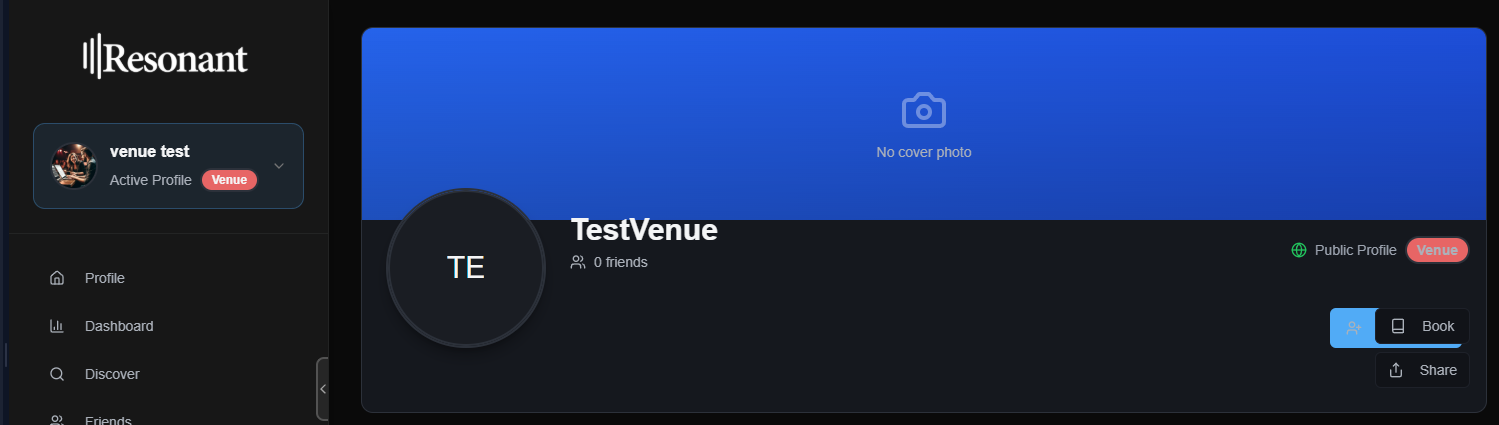 Resonant
venue test
Active Profile Venue
Profile
Dashboard
Discover
Friends
No cover photo
TE
TestVenue
0 friends
Public Profile Venue
Book
Share